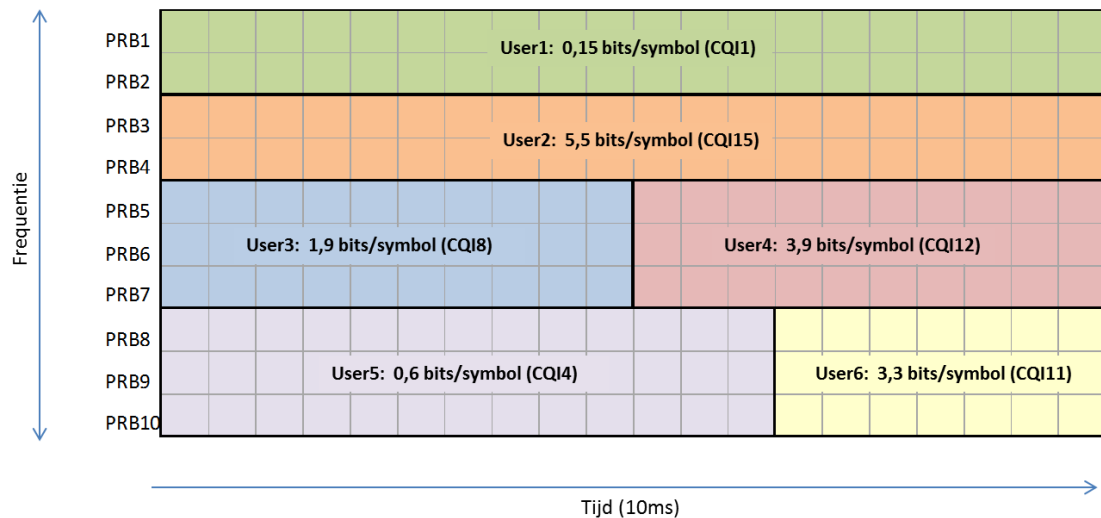 Frequentie
PRB1
PRB2
PRB3
PRB4
PRB5
PRB6
PRB7
PRB8
PRB9
PRB10
User1: 0,15 bits/symbol (CQI1)
User2: 5,5 bits/symbol (CQI15)
User3: 1,9 bits/symbol (CQI8)
User4: 3,9 bits/symbol (CQI12)
User5: 0,6 bits/symbol (CQI4)
User6: 3,3 bits/symbol (CQI11)
Tijd (10ms)